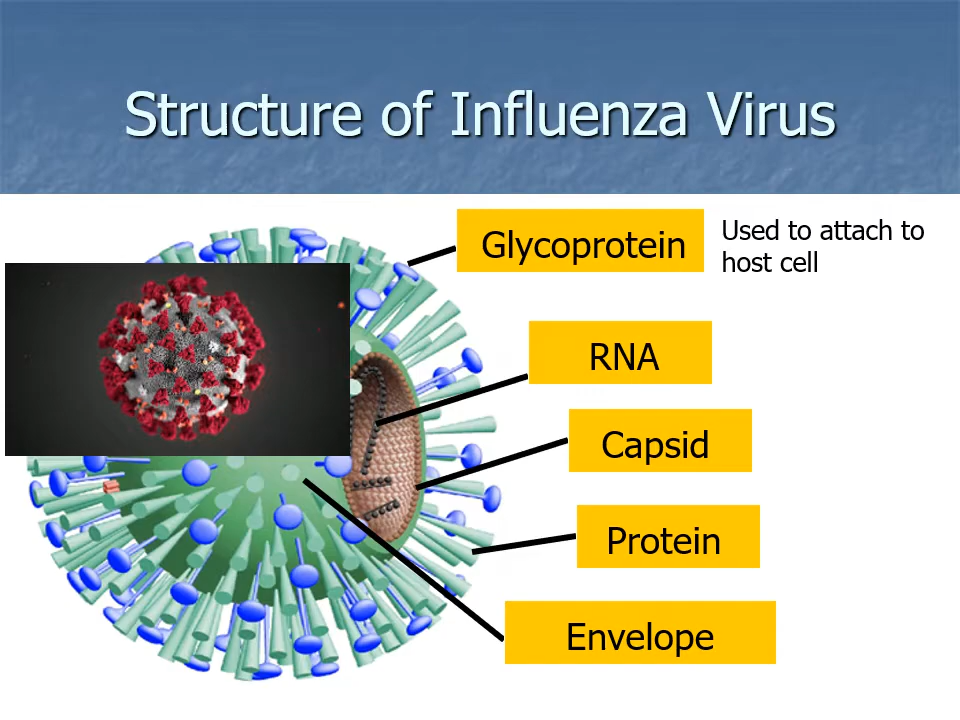 Structure of Influenza Virus
Glycoprotein
Used to attach to
host cell
RNA
Capsid
Protein
Envelope